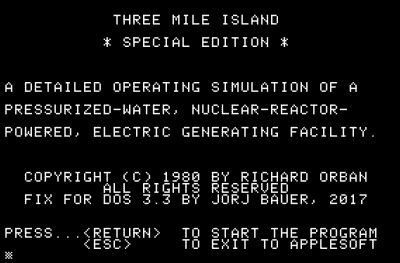 THREE MILE ISLAND
* SPECIAL EDITION *
A DETAILED OPERATING SIMULATION OF A
PRESSURIZED-WATER, NUCLEAR-REACTOR-
POWERED, ELECTRIC GENERATING FACILITY.
COPYRIGHT (C) 1980 BY RICHARD ORBAN
ALL RIGHTS RESERVED
FIX FOR DOS 3.3 BY JORJ BAUER, 2017
PRESS...<RETURN> TO START THE PROGRAM
<ESC> TO EXIT TO APPLESOFT